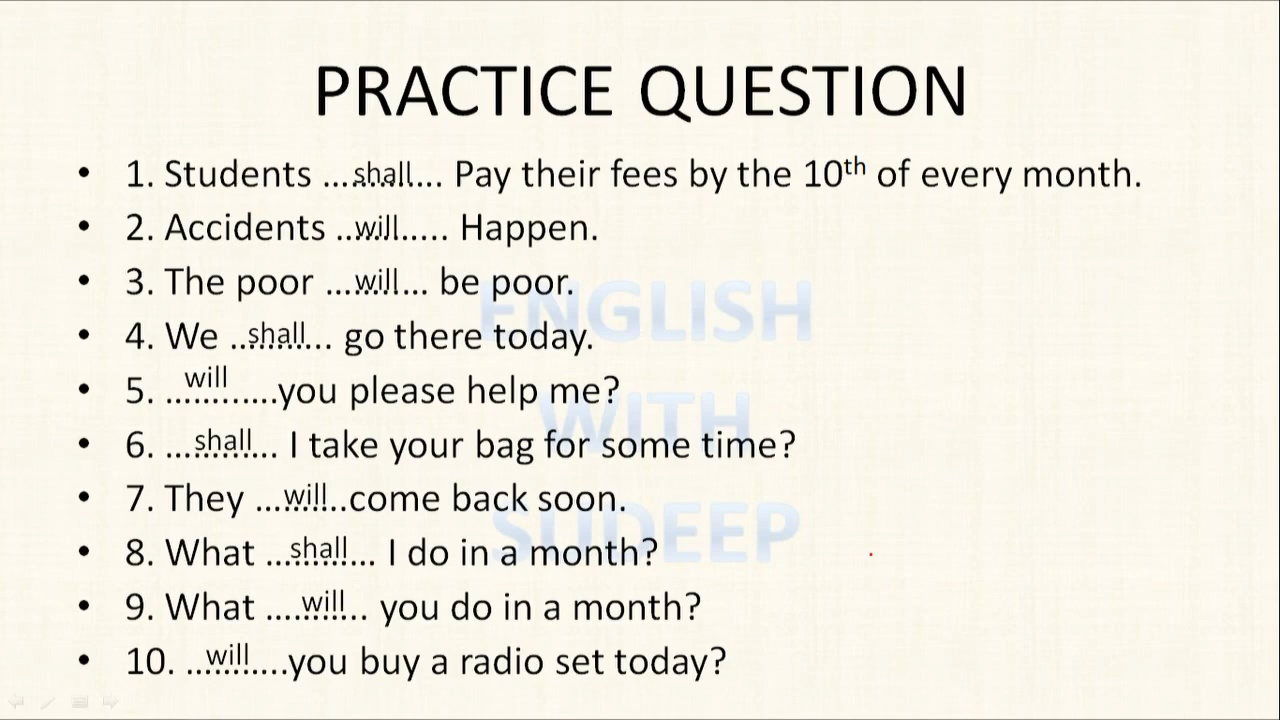 PRACTICE QUESTION
• 1. Students ...shall... Pay their fees by the 10th of every month.
• 2. Accidents ..will..... Happen.
• 3. The poor ...will... be poor.
• 4. We ..shall... go there today.
• 5. ...will.....you please help me?
• 6. ...shall... I take your bag for some time?
• 7. They ...will..come back soon.
• 8. What ...shall... I do in a month?
• 9. What ....will.. you do in a month?
• 10. ..will....you buy a radio set today?
ENGLISH
WITH
SUDEEP